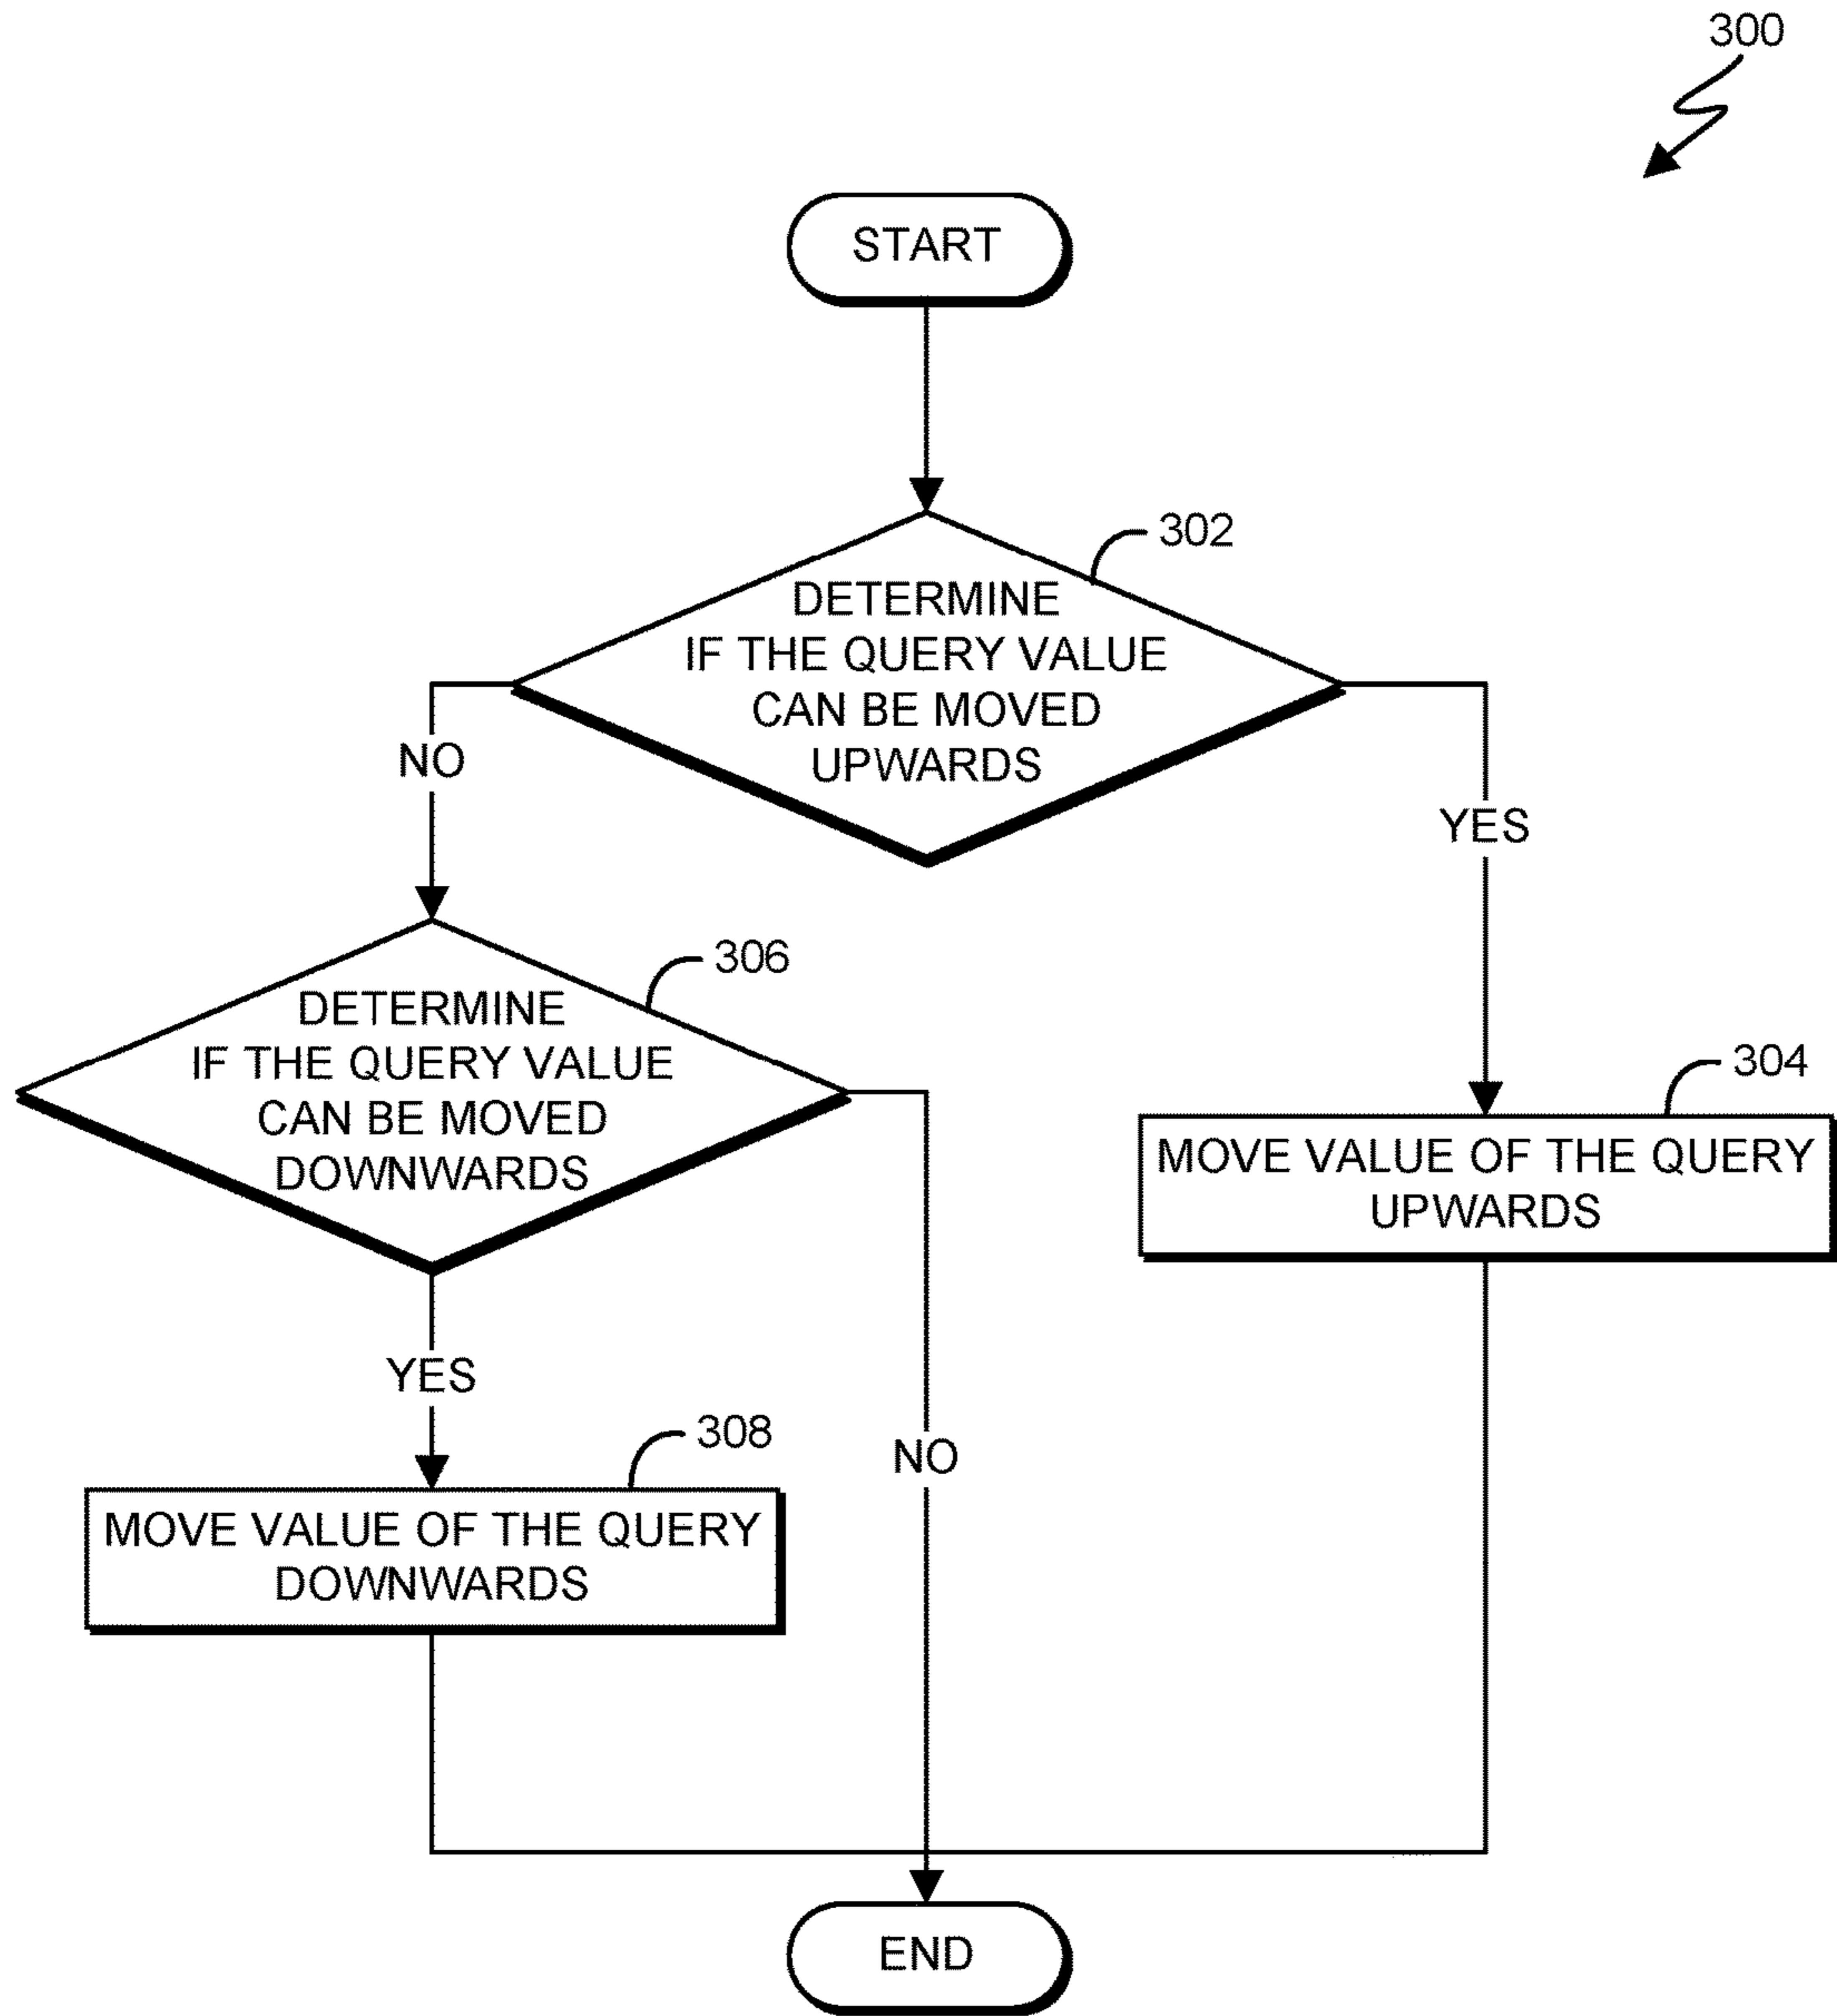 300
START
302
DETERMINE
IF THE QUERY VALUE
CAN BE MOVED
UPWARDS
NO
YES
306
DETERMINE
IF THE QUERY VALUE
CAN BE MOVED
DOWNWARDS
304
MOVE VALUE OF THE QUERY
UPWARDS
YES
NO
308
MOVE VALUE OF THE QUERY
DOWNWARDS
END